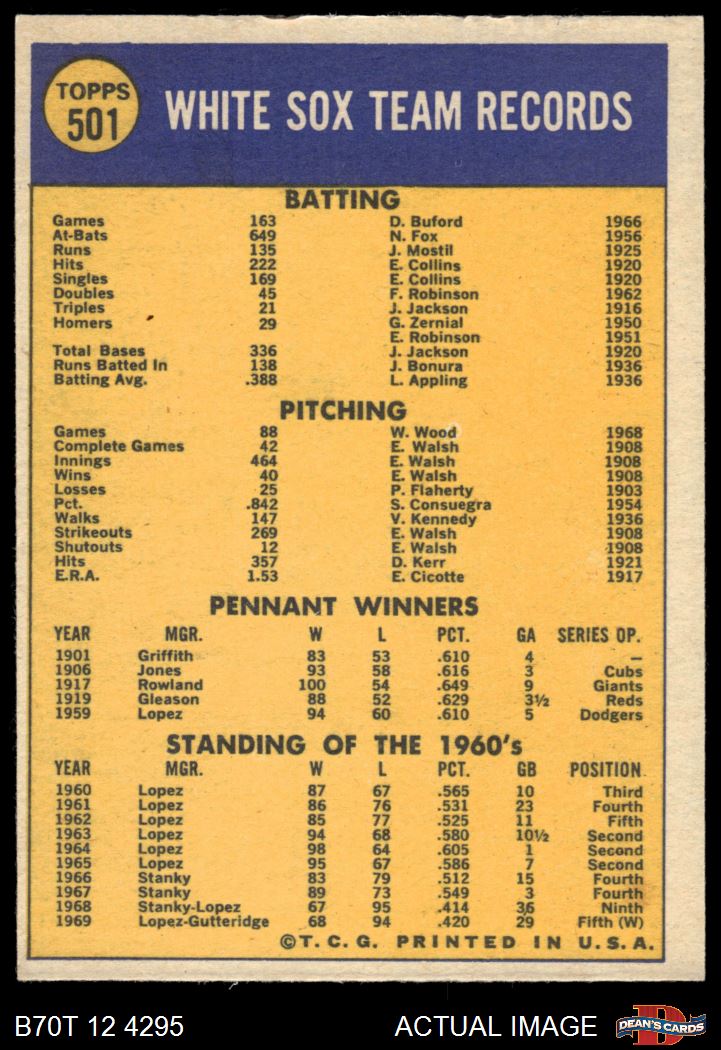 TOPPS
501
WHITE SOX TEAM RECORDS
BATTING
Games 163 D. Buford 1966
At-Bats 649 N. Fox 1956
Runs 135 J. Mostil 1925
Hits 222 E. Collins 1920
Singles 169 E. Collins 1920
Doubles 45 F. Robinson 1962
Triples 21 J. Jackson 1916
Homers 29 G. Zernial 1950
E. Robinson 1951
Total Bases 336 J. Jackson 1920
Runs Batted In 138 J. Bonura 1936
Batting Avg. .388 L. Appling 1936
PITCHING
Games 88 W. Wood 1968
Complete Games 42 E. Walsh 1908
Innings 464 E. Walsh 1908
Wins 40 E. Walsh 1908
Losses 25 P. Flaherty 1903
Pct. .842 S. Consuegra 1954
Walks 147 V. Kennedy 1936
Strikeouts 269 E. Walsh 1908
Shutouts 12 E. Walsh 1908
Hits 357 D. Kerr 1921
E.R.A. 1.53 E. Cicotte 1917
PENNANT WINNERS
YEAR MGR. W L PCT. GA SERIES OP.
1901 Griffith 83 53 .610 4 —
1906 Jones 93 58 .616 3 Cubs
1917 Rowland 100 54 .649 9 Giants
1919 Gleason 88 52 .629 3½ Reds
1959 Lopez 94 60 .610 5 Dodgers
STANDING OF THE 1960's
YEAR MGR. W L PCT. GB POSITION
1960 Lopez 87 67 .565 10 Third
1961 Lopez 86 76 .531 23 Fourth
1962 Lopez 85 77 .525 11 Fifth
1963 Lopez 94 68 .580 10½ Second
1964 Lopez 98 64 .605 1 Second
1965 Lopez 95 67 .586 7 Second
1966 Stanky 83 79 .512 15 Fourth
1967 Stanky 89 73 .549 3 Fourth
1968 Stanky-Lopez 67 95 .414 36 Ninth
1969 Lopez-Gutteridge 68 94 .420 29 Fifth (W)
©T. C. G. PRINTED IN U. S. A.
B70T 12 4295 ACTUAL IMAGE
D
DEAN'S CARDS